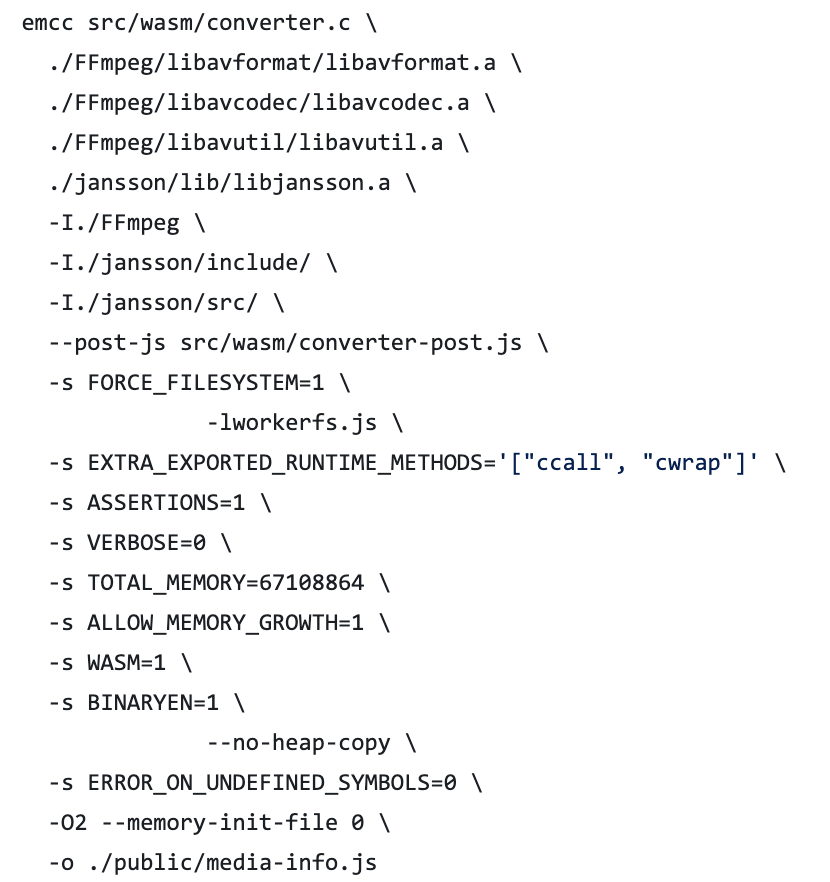 emcc src/wasm/converter.c \
  ./FFmpeg/libavformat/libavformat.a \
  ./FFmpeg/libavcodec/libavcodec.a \
  ./FFmpeg/libavutil/libavutil.a \
  ./jansson/lib/libjansson.a \
  -I./FFmpeg \
  -I./jansson/include/ \
  -I./jansson/src/ \
  --post-js src/wasm/converter-post.js \
  -s FORCE_FILESYSTEM=1 \
              -lworkerfs.js \
  -s EXTRA_EXPORTED_RUNTIME_METHODS='["ccall", "cwrap"]' \
  -s ASSERTIONS=1 \
  -s VERBOSE=0 \
  -s TOTAL_MEMORY=67108864 \
  -s ALLOW_MEMORY_GROWTH=1 \
  -s WASM=1 \
  -s BINARYEN=1 \
              --no-heap-copy \
  -s ERROR_ON_UNDEFINED_SYMBOLS=0 \
  -O2 --memory-init-file 0 \
  -o ./public/media-info.js